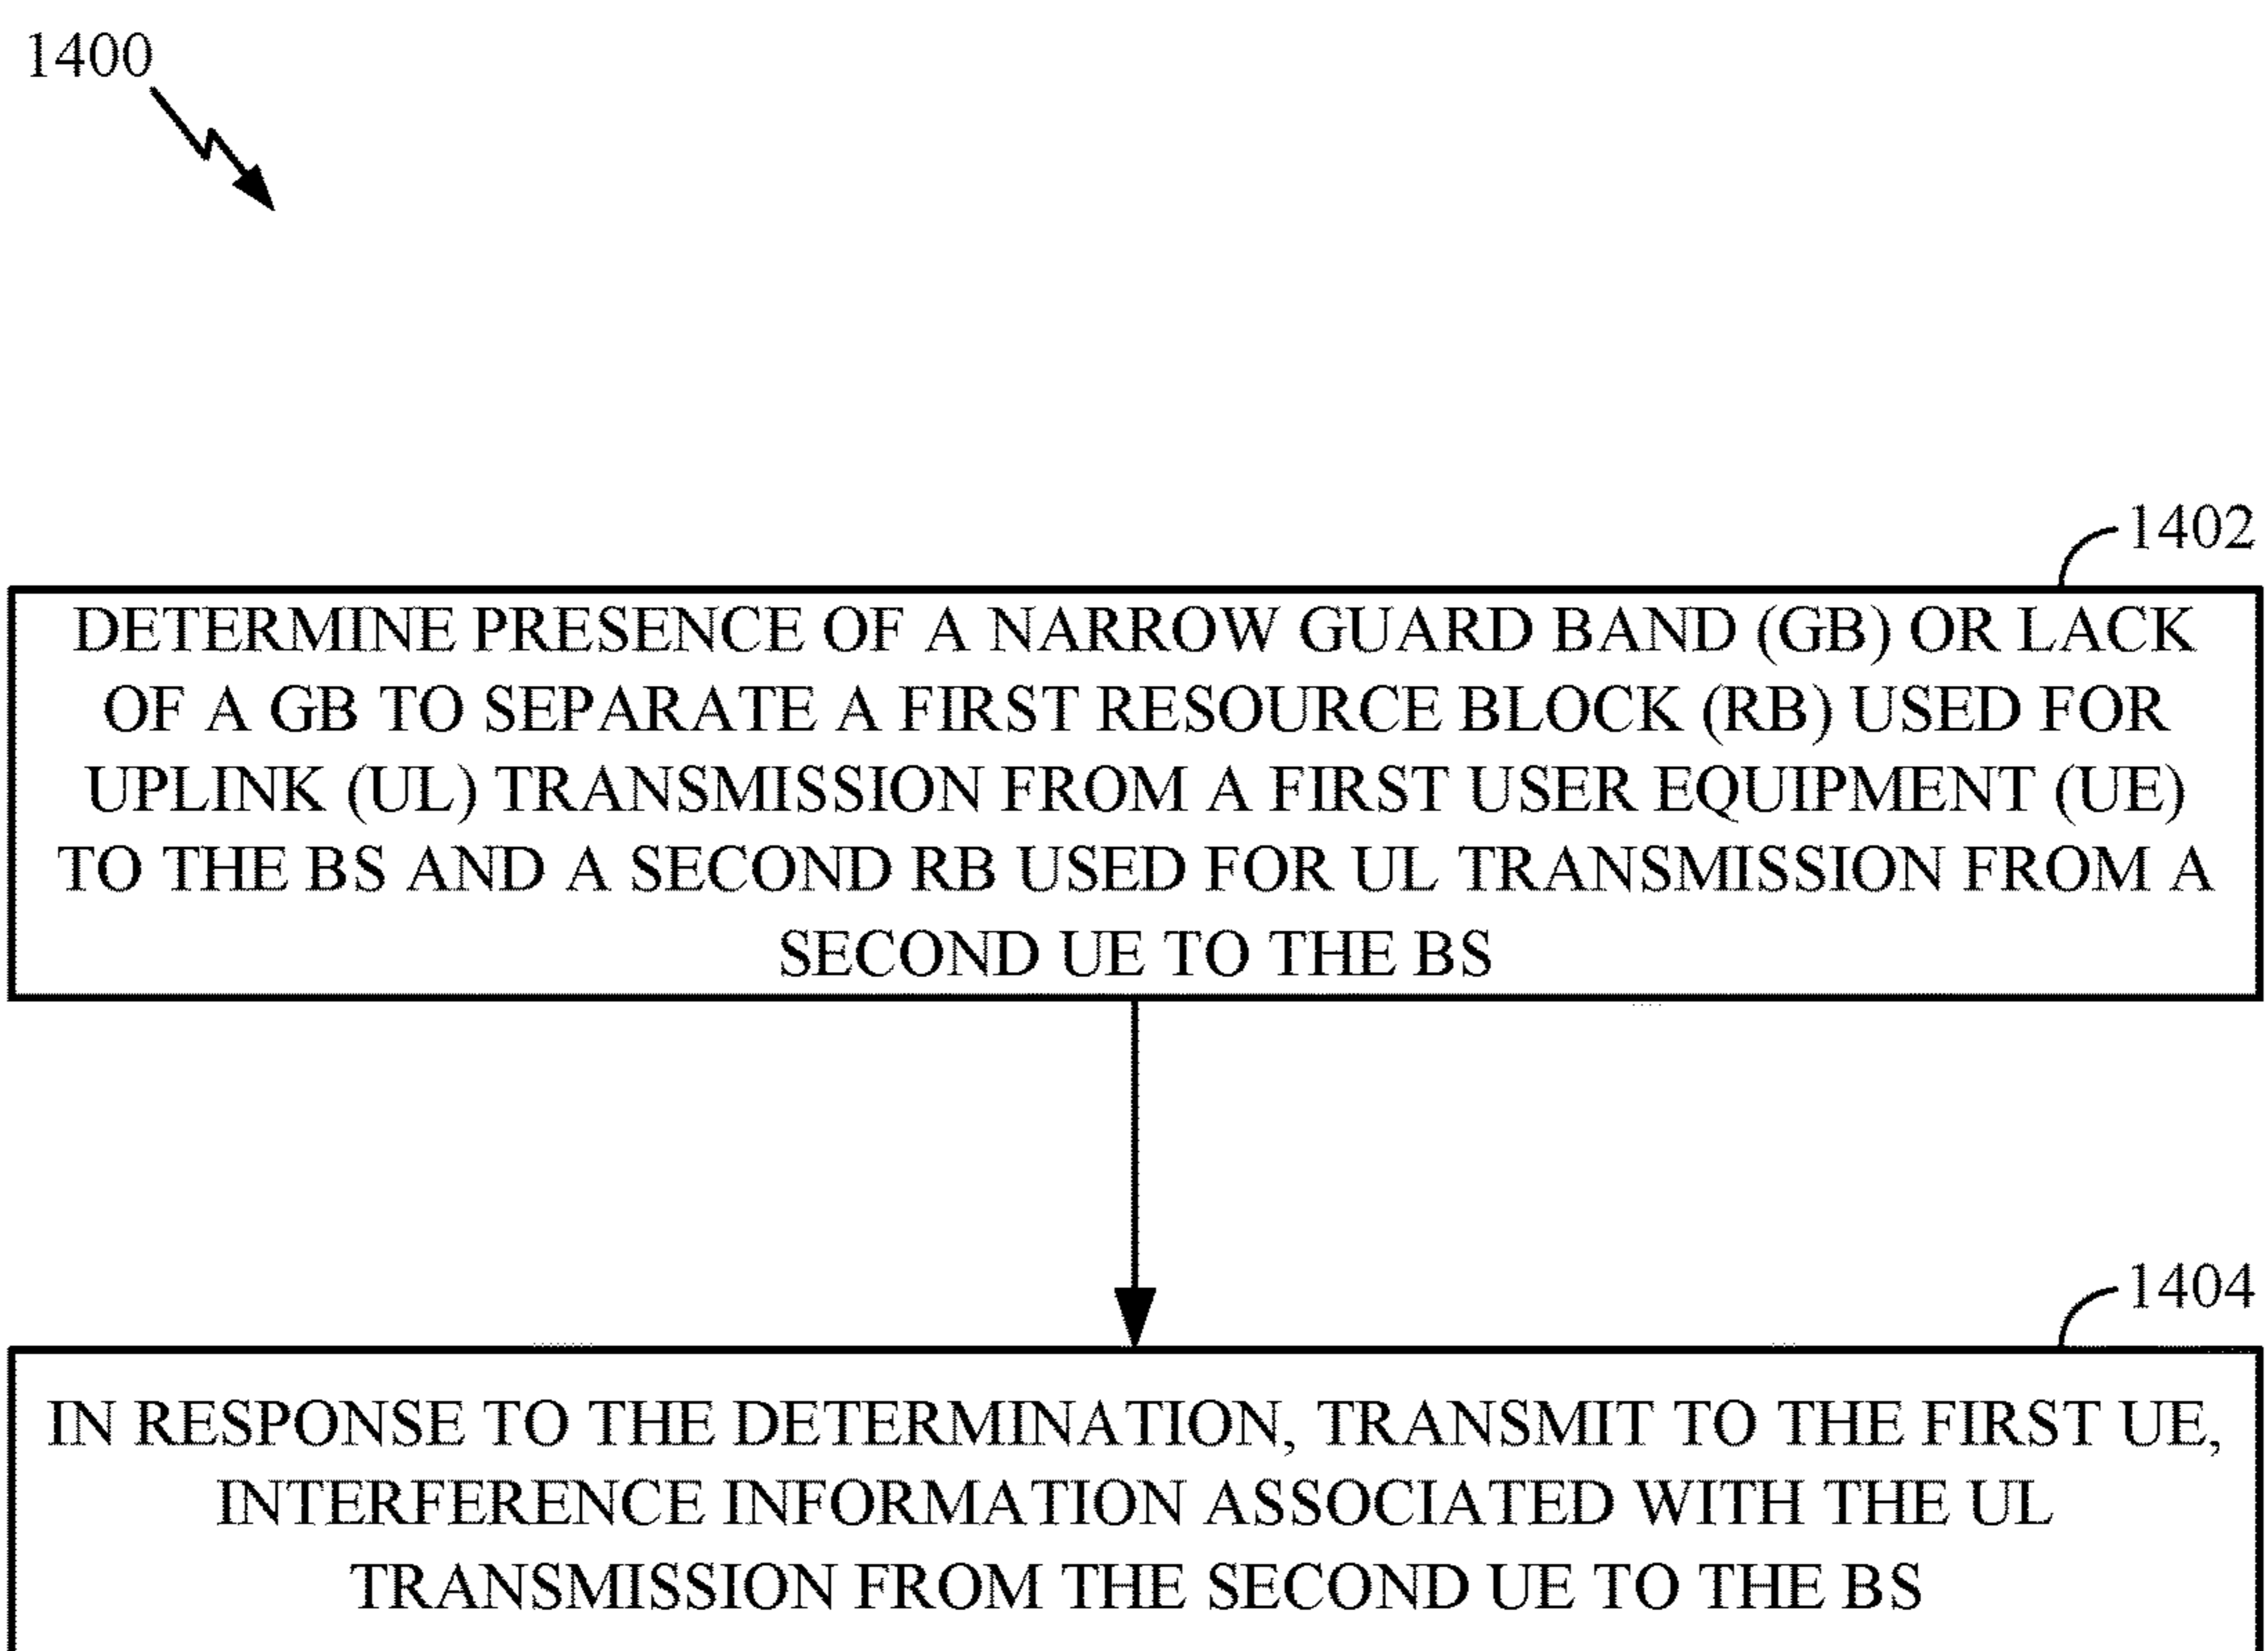 1400
1402
DETERMINE PRESENCE OF A NARROW GUARD BAND (GB) OR LACK
OF A GB TO SEPARATE A FIRST RESOURCE BLOCK (RB) USED FOR
UPLINK (UL) TRANSMISSION FROM A FIRST USER EQUIPMENT (UE)
TO THE BS AND A SECOND RB USED FOR UL TRANSMISSION FROM A
SECOND UE TO THE BS
1404
IN RESPONSE TO THE DETERMINATION, TRANSMIT TO THE FIRST UE,
INTERFERENCE INFORMATION ASSOCIATED WITH THE UL
TRANSMISSION FROM THE SECOND UE TO THE BS